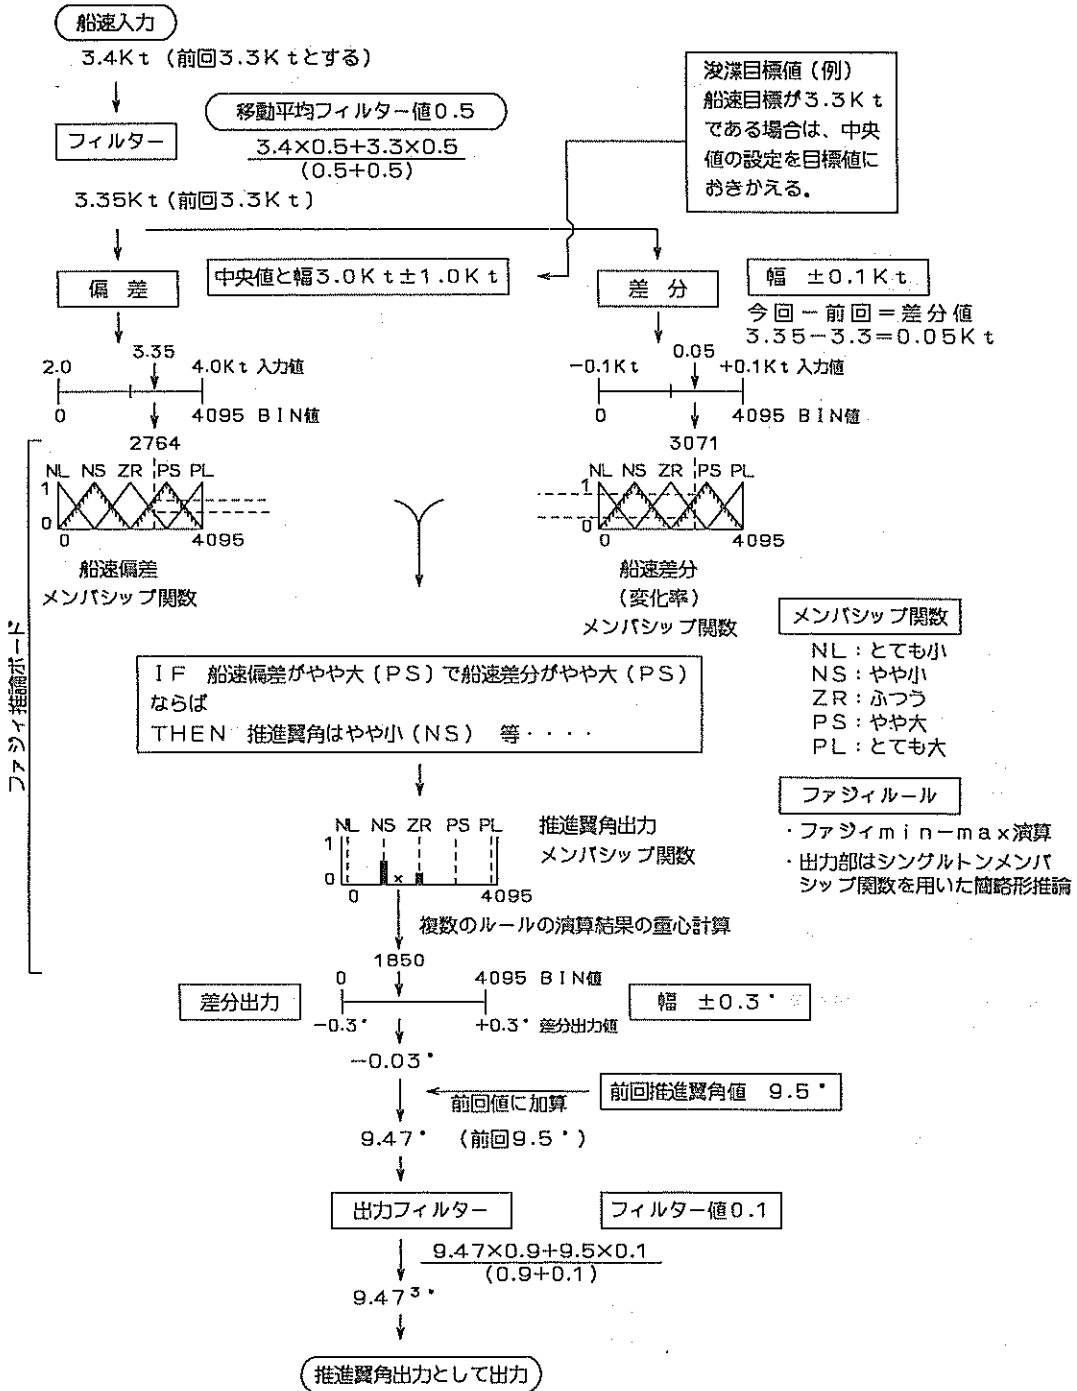 船速入力
3.4Kt (前回3.3Ktとする)
フィルター
移動平均フィルター値0.5
3.4×0.5+3.3×0.5
(0.5+0.5)
3.35Kt(前回3.3Kt)
浚渫目標値(例)
船速目標が3.3Kt
である場合は、中央
値の設定を目標値に
おきかえる。
偏 差
中央値と幅3.0Kt±1.0Kt
差 分
幅 ±0.1Kt
今回-前回=差分値
3.35-3.3=0.05Kt
2.0 3.35 4.0Kt 入力値
0 4095 BIN値
2764
-0.1Kt 0.05 +0.1Kt 入力値
0 4095 BIN値
3071
NL NS ZR PS PL
1
0
0 4095
船速偏差
メンバシップ関数
NL NS ZR PS PL
1
0
0 4095
船速差分
(変化率)
メンバシップ関数
ファジィ推論ボード
IF 船速偏差がやや大(PS)で船速差分がやや大(PS)
ならば
THEN 推進翼角はやや小(NS) 等・・・・
メンバシップ関数
NL:とても小
NS:やや小
ZR:ふつう
PS:やや大
PL:とても大
ファジィルール
・ファジィmin-max演算
・出力部はシングルトンメンバ
シップ関数を用いた簡略形推論
NL NS ZR PS PL
1
0
0 4095
推進翼角出力
メンバシップ関数
複数のルールの演算結果の重心計算
1850
0 4095 BIN値
差分出力
-0.3° +0.3° 差分出力値
幅 ±0.3°
-0.03°
前回値に加算
前回推進翼角値 9.5°
9.47° (前回9.5°)
出力フィルター
フィルター値0.1
9.47×0.9+9.5×0.1
(0.9+0.1)
9.47³°
推進翼角出力として出力